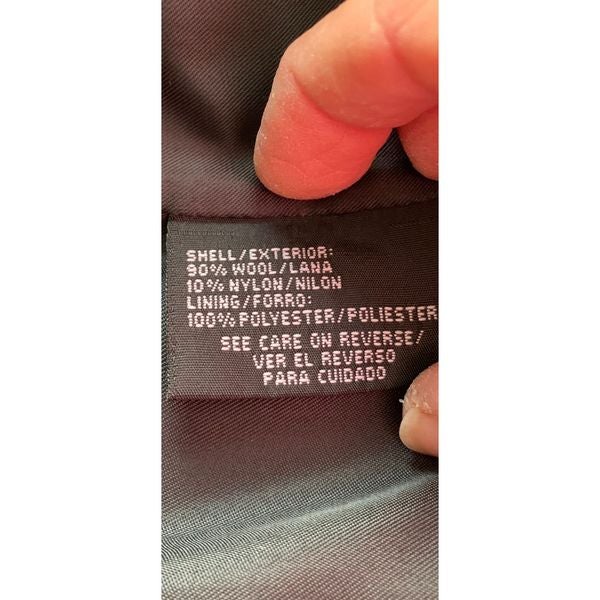 SHELL/EXTERIOR:
90% WOOL/LANA
10% NYLON/NILON
LINING/FORRO:
100% POLYESTER/POLIESTER
SEE CARE ON REVERSE/
VER EL REVERSO
PARA CUIDADO